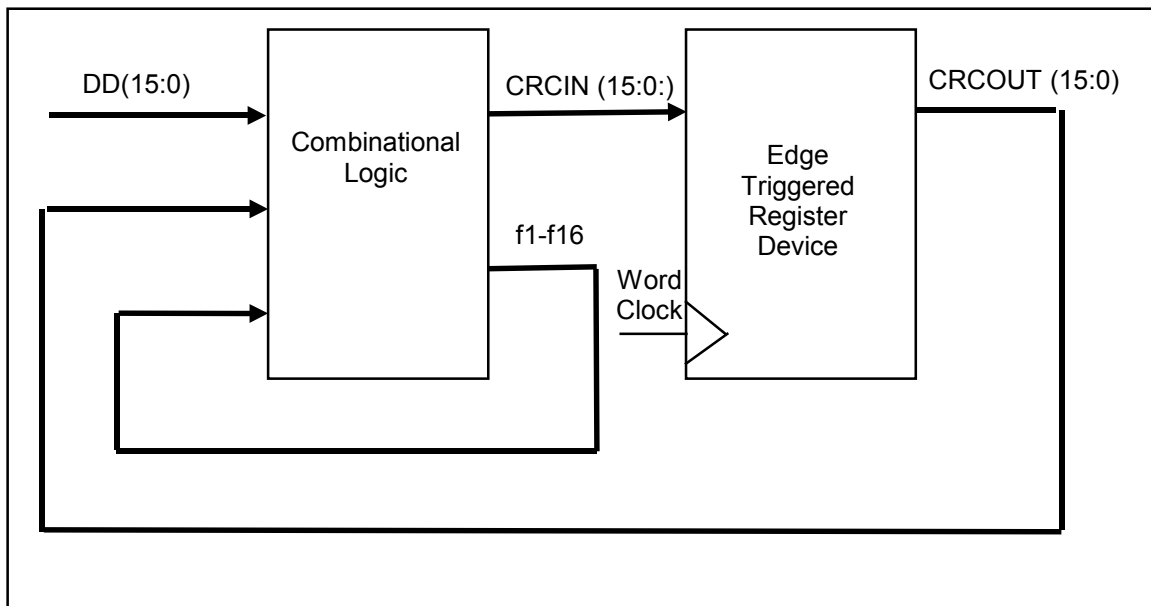 DD(15:0)
Combinational
Logic
CRCIN (15:0:)
f1-f16
Word
Clock
Edge
Triggered
Register
Device
CRCOUT (15:0)